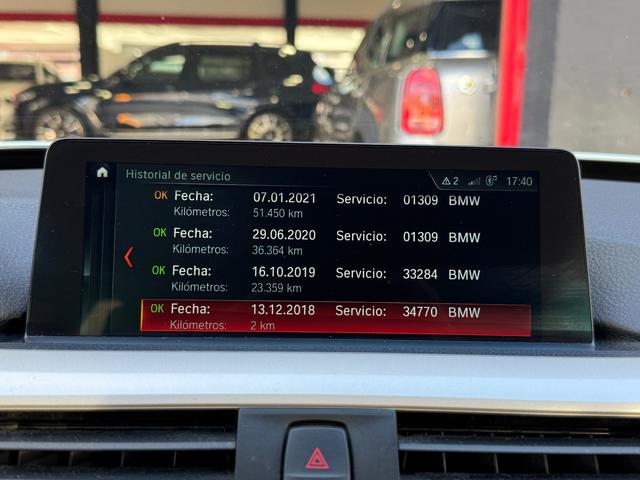 Historial de servicio 2 17:40
OK Fecha: 07.01.2021 Servicio: 01309 BMW
Kilómetros: 51.450 km
OK Fecha: 29.06.2020 Servicio: 01309 BMW
Kilómetros: 36.364 km
OK Fecha: 16.10.2019 Servicio: 33284 BMW
Kilómetros: 23.359 km
OK Fecha: 13.12.2018 Servicio: 34770 BMW
Kilómetros: 2 km